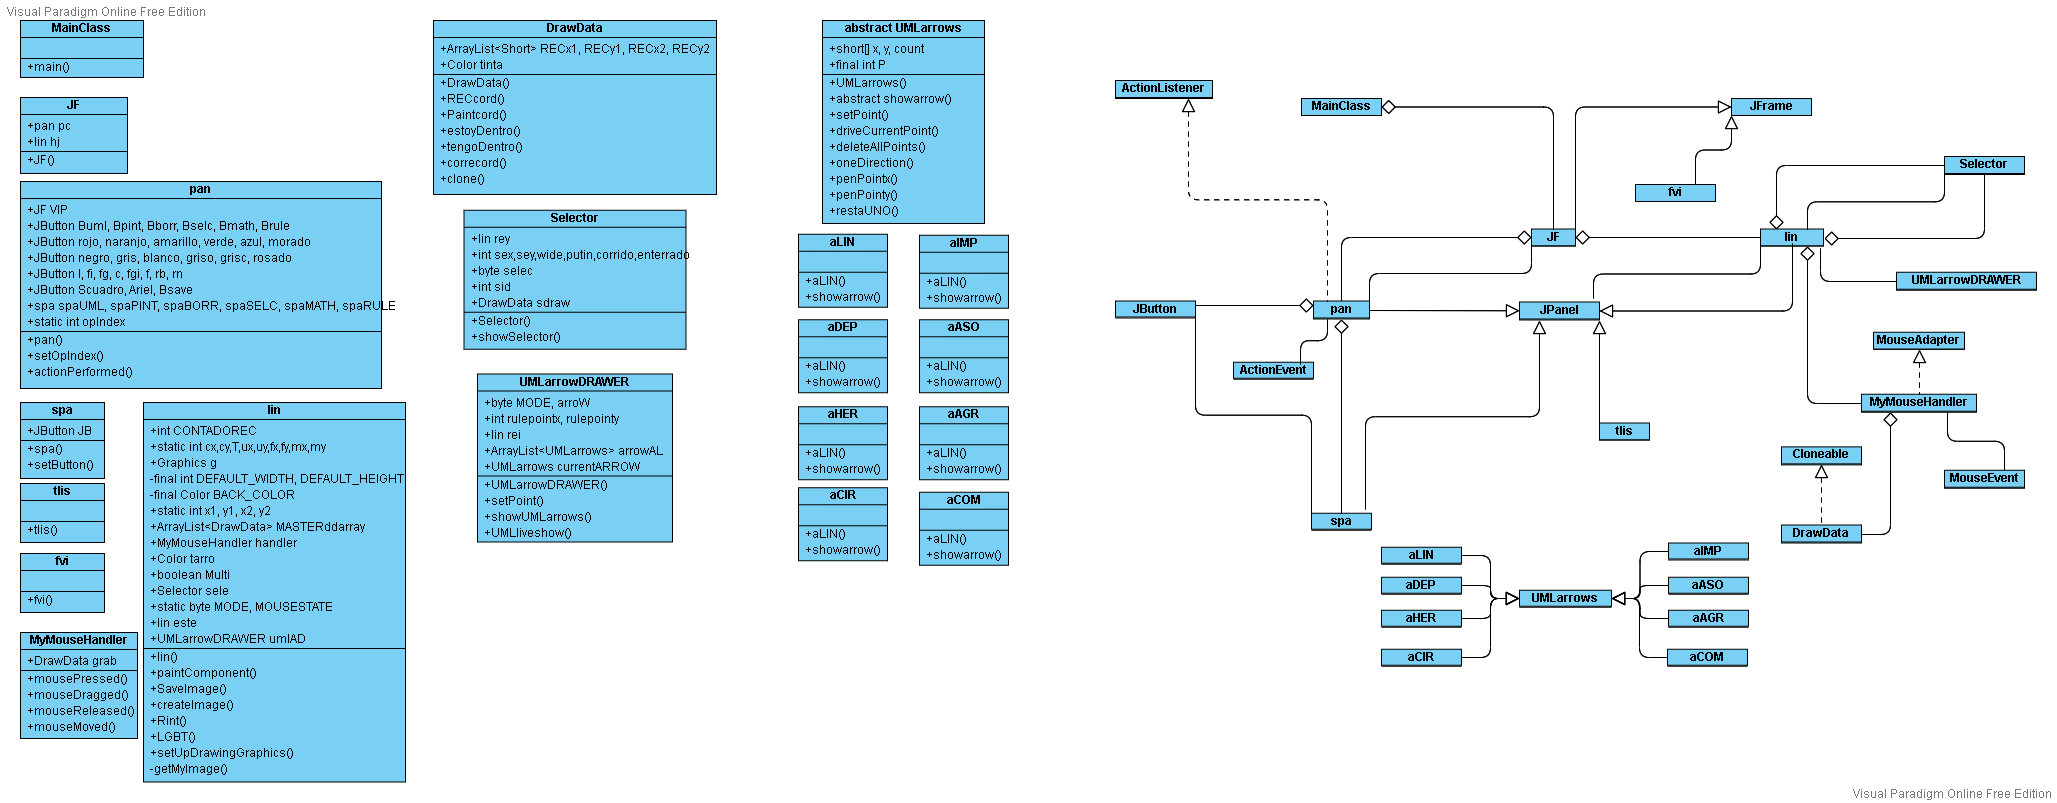 Visual Paradigm Online Free Edition
MainClass
+main()
JF
+pan pc
+lin hj
+JF()
pan
+JF VIP
+JButton Buml, Bpint, Bborr, Bselc, Bmath, Brule
+JButton rojo, naranjo, amarillo, verde, azul, morado
+JButton negro, gris, blanco, griso, grisc, rosado
+JButton l, fi, fg, c, fgi, f, rb, rn
+JButton Scuadro, Ariel, Bsave
+spa spaUML, spaPINT, spaBORR, spaSELC, spaMATH, spaRULE
+static int opIndex
+pan()
+setOpIndex()
+actionPerformed()
spa
+JButton JB
+spa()
+setButton()
tlis
+tlis()
fvi
+fvi()
MyMouseHandler
+DrawData grab
+mousePressed()
+mouseDragged()
+mouseReleased()
+mouseMoved()
lin
+int CONTADOREC
+static int cx,cy,T,ux,uy,fx,fy,mx,my
+Graphics g
-final int DEFAULT_WIDTH, DEFAULT_HEIGHT
-final Color BACK_COLOR
+static int x1, y1, x2, y2
+ArrayList<DrawData> MASTERddarray
+MyMouseHandler handler
+Color tarro
+boolean Multi
+Selector sele
+static byte MODE, MOUSESTATE
+lin este
+UMLarrowDRAWER umlAD
+lin()
+paintComponent()
+SaveImage()
+createImage()
+Rint()
+LGBT()
+setUpDrawingGraphics()
-getMyImage()
DrawData
+ArrayList<Short> RECx1, RECy1, RECx2, RECy2
+Color tinta
+DrawData()
+RECcord()
+Paintcord()
+estoyDentro()
+tengoDentro()
+correcord()
+clone()
Selector
+lin rey
+int sex,sey,wide,putin,corrido,enterrado
+byte selec
+int sid
+DrawData sdraw
+Selector()
+showSelector()
UMLarrowDRAWER
+byte MODE, arroW
+int rulepointx, rulepointy
+lin rei
+ArrayList<UMLarrows> arrowAL
+UMLarrows currentARROW
+UMLarrowDRAWER()
+setPoint()
+showUMLarrows()
+UMLliveshow()
abstract UMLarrows
+short[] x, y, count
+final int P
+UMLarrows()
+abstract showarrow()
+setPoint()
+driveCurrentPoint()
+deleteAllPoints()
+oneDirection()
+penPointx()
+penPointy()
+restaUNO()
aLIN
+aLIN()
+showarrow()
aIMP
+aLIN()
+showarrow()
aDEP
+aLIN()
+showarrow()
aASO
+aLIN()
+showarrow()
aHER
+aLIN()
+showarrow()
aAGR
+aLIN()
+showarrow()
aCIR
+aLIN()
+showarrow()
aCOM
+aLIN()
+showarrow()
ActionListener
MainClass
JFrame
Selector
fvi
JF
lin
UMLarrowDRAWER
JButton
pan
JPanel
MouseAdapter
ActionEvent
MyMouseHandler
tlis
Cloneable
MouseEvent
spa
DrawData
aLIN
aIMP
aDEP
aASO
UMLarrows
aHER
aAGR
aCIR
aCOM
Visual Paradigm Online Free Edition